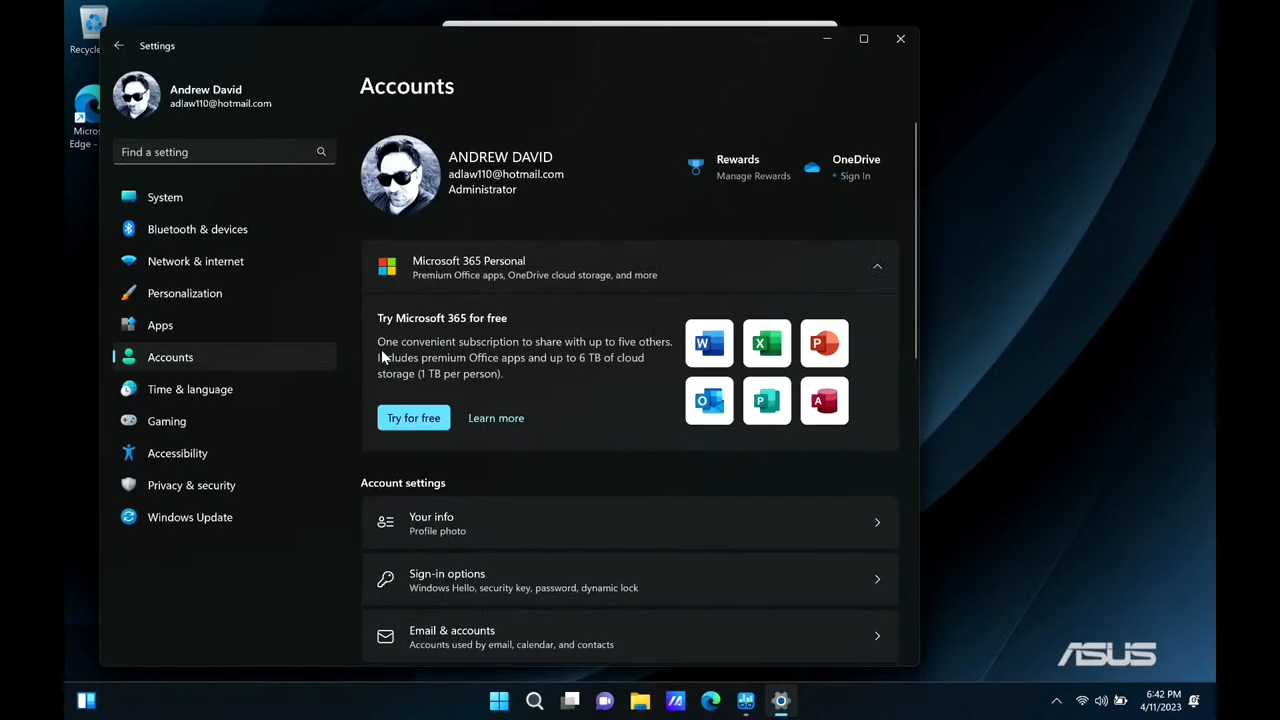 Recycle
Micros
Edge -
Settings
Andrew David
adlaw110@hotmail.com
Find a setting
System
Bluetooth & devices
Network & internet
Personalization
Apps
Accounts
Time & language
Gaming
Accessibility
Privacy & security
Windows Update
Accounts
ANDREW DAVID
adlaw110@hotmail.com
Administrator
Rewards
Manage Rewards
OneDrive
• Sign In
Microsoft 365 Personal
Premium Office apps, OneDrive cloud storage, and more
Try Microsoft 365 for free
One convenient subscription to share with up to five others.
Includes premium Office apps and up to 6 TB of cloud
storage (1 TB per person).
Try for free
Learn more
W
X
P
O
P
A
Account settings
Your info
Profile photo
Sign-in options
Windows Hello, security key, password, dynamic lock
Email & accounts
Accounts used by email, calendar, and contacts
ASUS
6:42 PM
4/11/2023